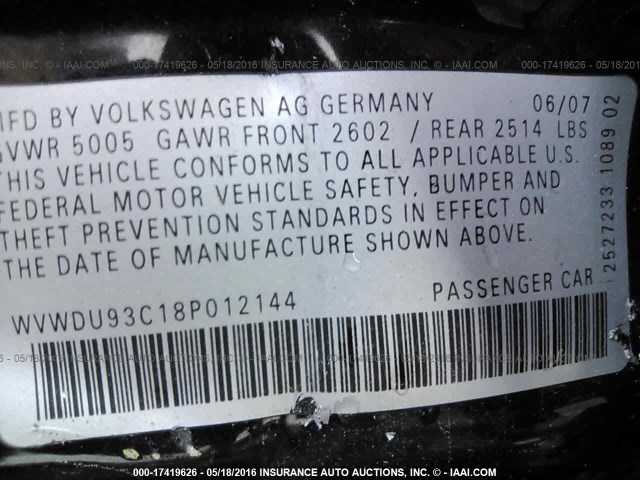 000-17419626 - 05/18/2016 INSURANCE AUTO AUCTIONS, INC. © - IAAI.COM
MFD BY VOLKSWAGEN AG GERMANY 06/07
GVWR 5005 GAWR FRONT 2602 / REAR 2514 LBS
THIS VEHICLE CONFORMS TO ALL APPLICABLE U.S.
FEDERAL MOTOR VEHICLE SAFETY, BUMPER AND
THEFT PREVENTION STANDARDS IN EFFECT ON
THE DATE OF MANUFACTURE SHOWN ABOVE.
2527233 1089 02
WVWDU93C18P012144 PASSENGER CAR
000-17419626 - 05/18/2016 INSURANCE AUTO AUCTIONS, INC. © - IAAI.COM